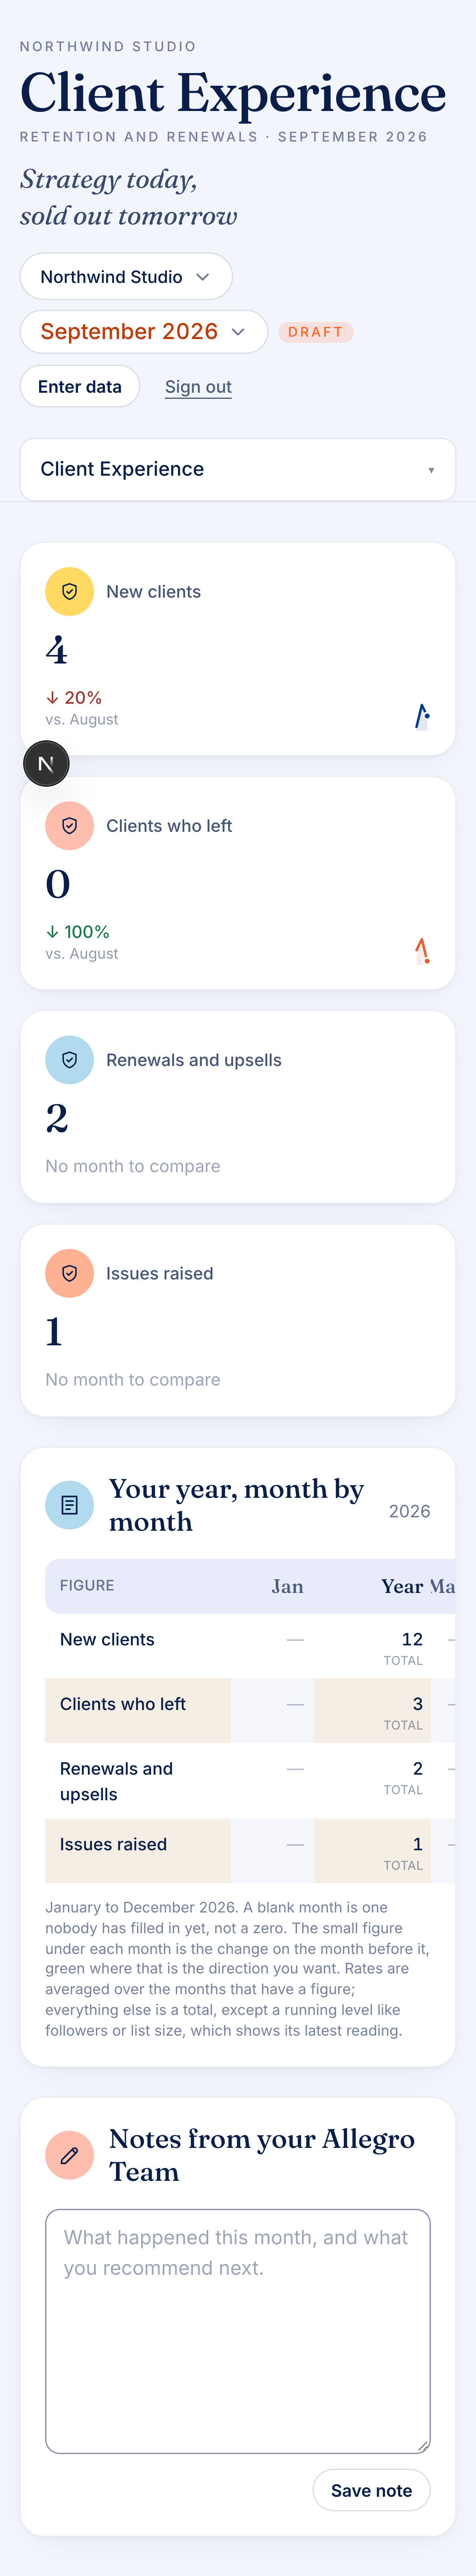 NORTHWIND STUDIO
Client Experience
RETENTION AND RENEWALS · SEPTEMBER 2026
Strategy today,
sold out tomorrow
Northwind Studio
September 2026 DRAFT
Enter data Sign out
Client Experience
New clients
4
↓ 20%
vs. August
N
Clients who left
0
↓ 100%
vs. August
Renewals and upsells
2
No month to compare
Issues raised
1
No month to compare
Your year, month by
month
2026
FIGURE Jan Year Ma
New clients — 12 —
TOTAL
Clients who left — 3 —
TOTAL
Renewals and — 2 —
upsells TOTAL
Issues raised — 1 —
TOTAL
January to December 2026. A blank month is one
nobody has filled in yet, not a zero. The small figure
under each month is the change on the month before it,
green where that is the direction you want. Rates are
averaged over the months that have a figure;
everything else is a total, except a running level like
followers or list size, which shows its latest reading.
Notes from your Allegro
Team
What happened this month, and what
you recommend next.
Save note